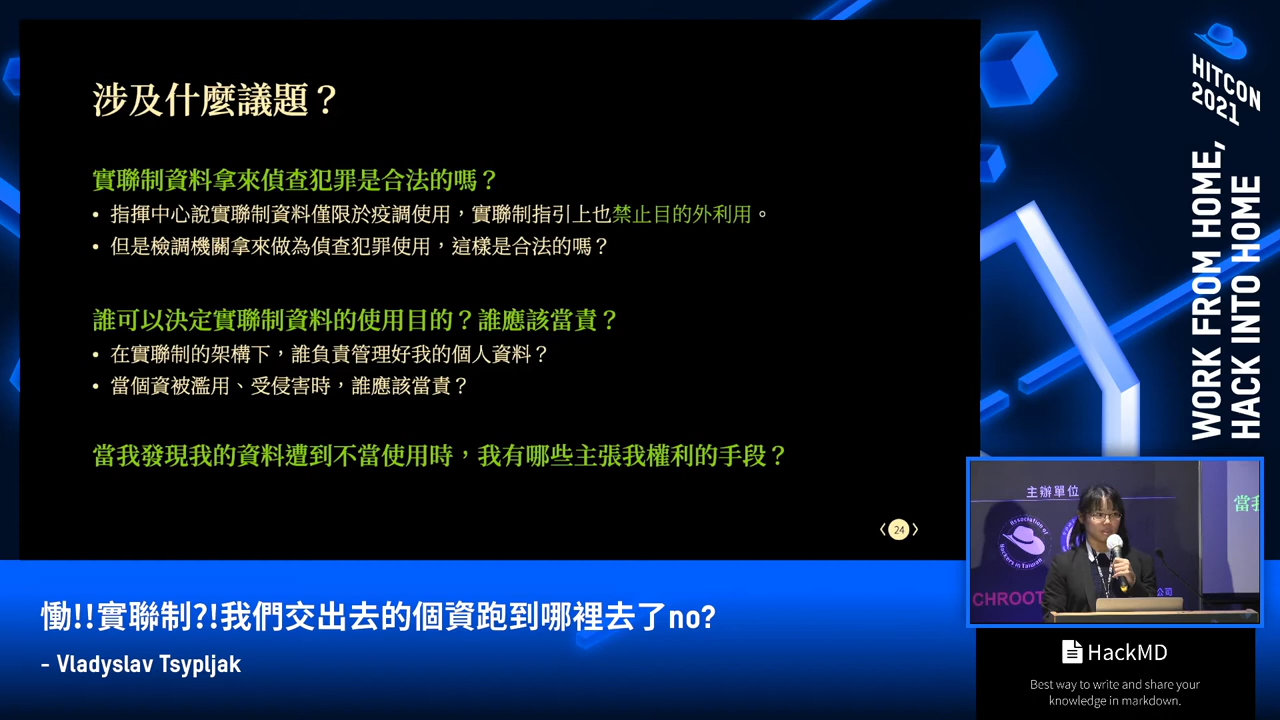 涉及什麼議題？
實聯制資料拿來偵查犯罪是合法的嗎？
• 指揮中心說實聯制資料僅限於疫調使用，實聯制指引上也禁止目的外利用。
• 但是檢調機關拿來做為偵查犯罪使用，這樣是合法的嗎？
誰可以決定實聯制資料的使用目的？誰應該當責？
• 在實聯制的架構下，誰負責管理好我的個人資料？
• 當個資被濫用、受侵害時，誰應該當責？
當我發現我的資料遭到不當使用時，我有哪些主張我權利的手段？
24
HITCON
2021
WORK FROM HOME,
HACK INTO HOME
主辦單位
Association of
Hackers in Taiwan
CHROOT
公司
當我
慟!!實聯制?!我們交出去的個資跑到哪裡去了no?
- Vladyslav Tsypljak
HackMD
Best way to write and share your
knowledge in markdown.